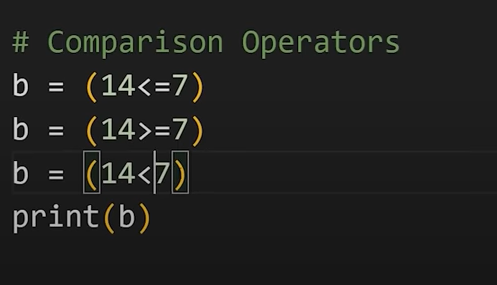 # Comparison Operators
b = (14<=7)
b = (14>=7)
b = (14<7)
print(b)